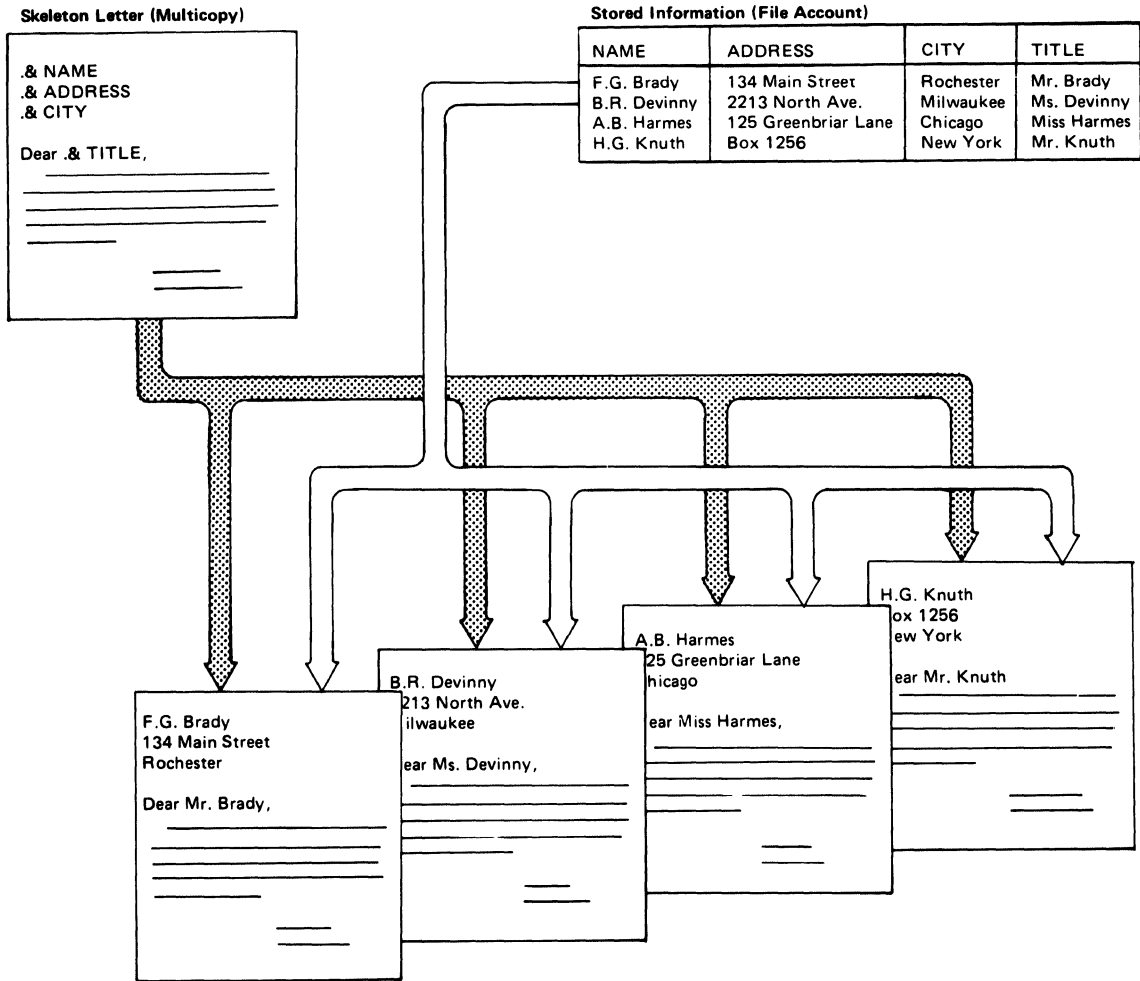 Skeleton Letter (Multicopy)
.& NAME
.& ADDRESS
.& CITY
Dear .& TITLE,
Stored Information (File Account)
NAME ADDRESS CITY TITLE
F.G. Brady 134 Main Street Rochester Mr. Brady
B.R. Devinny 2213 North Ave. Milwaukee Ms. Devinny
A.B. Harmes 125 Greenbriar Lane Chicago Miss Harmes
H.G. Knuth Box 1256 New York Mr. Knuth
F.G. Brady
134 Main Street
Rochester
Dear Mr. Brady,
B.R. Devinny
213 North Ave.
ilwaukee
ear Ms. Devinny,
A.B. Harmes
25 Greenbriar Lane
hicago
ear Miss Harmes,
H.G. Knuth
ox 1256
ew York
ear Mr. Knuth